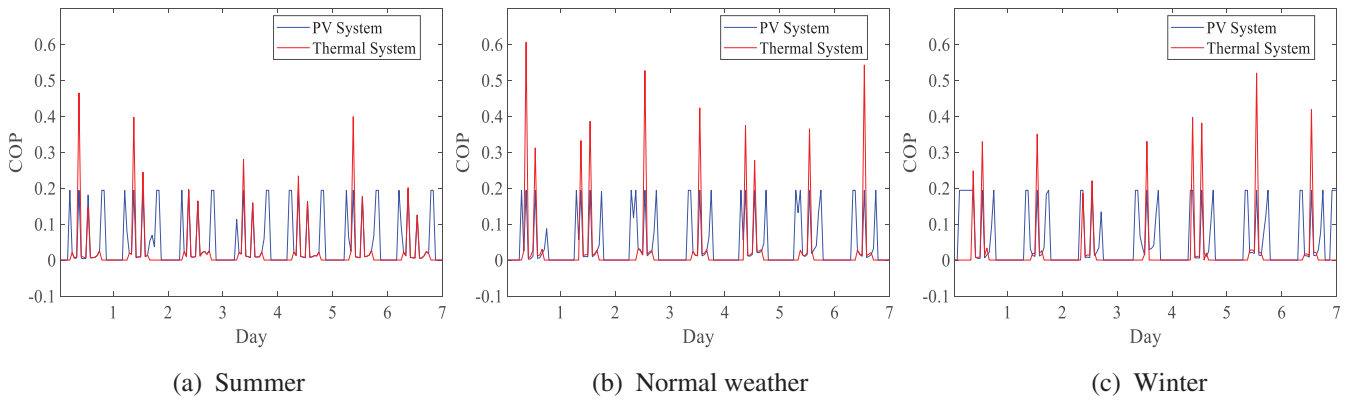 PV System
Thermal System
0.6
0.5
0.4
0.3
0.2
0.1
0
-0.1
COP
1 2 3 4 5 6 7
Day
(a) Summer
PV System
Thermal System
0.6
0.5
0.4
0.3
0.2
0.1
0
-0.1
COP
1 2 3 4 5 6 7
Day
(b) Normal weather
PV System
Thermal System
0.6
0.5
0.4
0.3
0.2
0.1
0
-0.1
COP
1 2 3 4 5 6 7
Day
(c) Winter